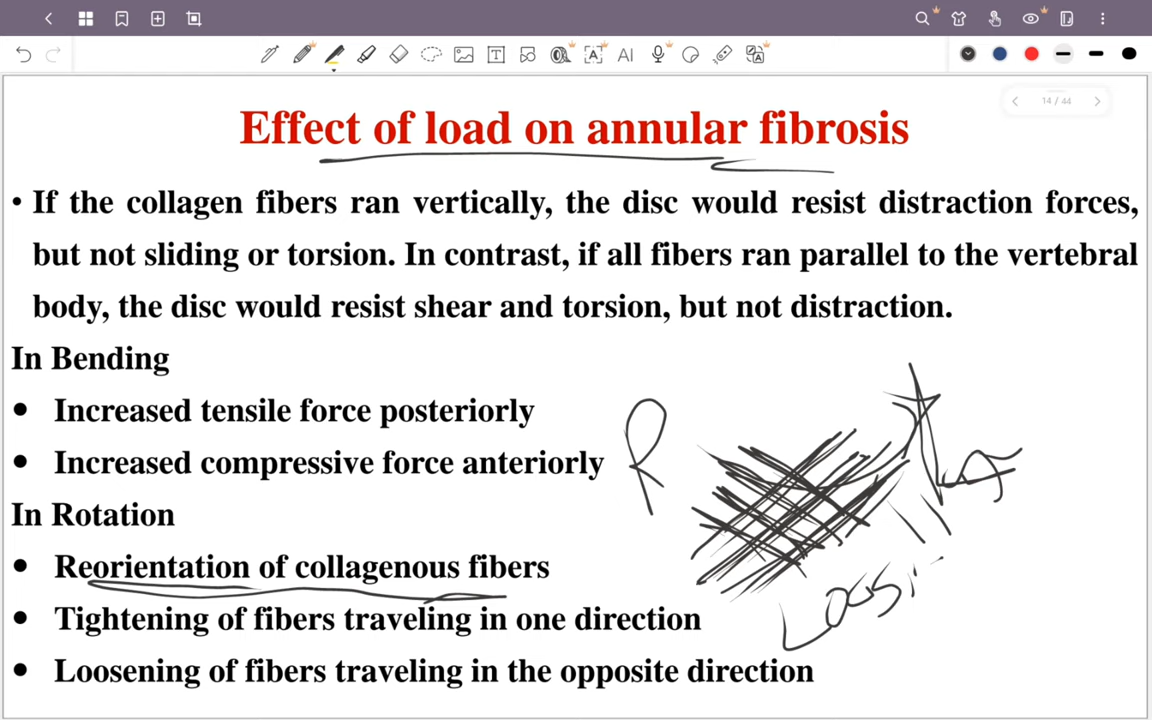 14 / 44
Effect of load on annular fibrosis
• If the collagen fibers ran vertically, the disc would resist distraction forces,
but not sliding or torsion. In contrast, if all fibers ran parallel to the vertebral
body, the disc would resist shear and torsion, but not distraction.
In Bending
• Increased tensile force posteriorly
• Increased compressive force anteriorly
R
In Rotation
• Reorientation of collagenous fibers
• Tightening of fibers traveling in one direction
• Loosening of fibers traveling in the opposite direction